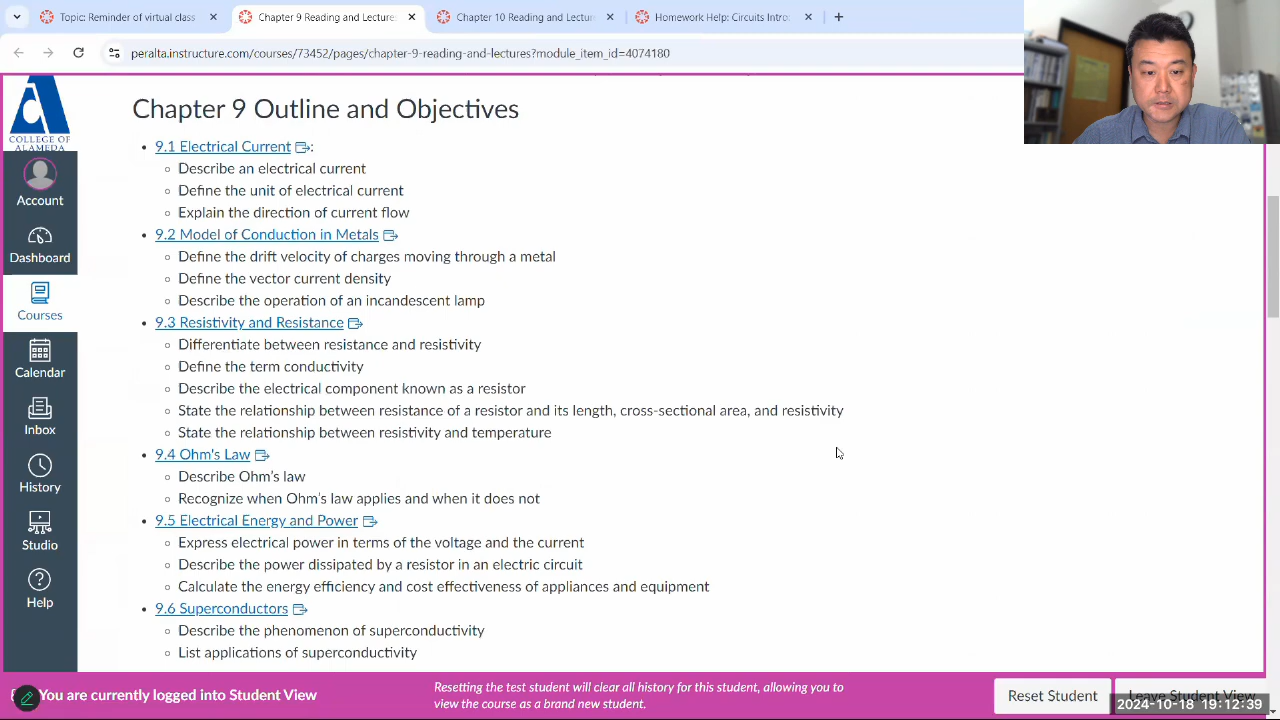 Topic Reminders
Chapter 9 Reading and Lecture
Chapter 10 Reading and Lectu
Homework Help: Circuits Intro
peralta.instructure.com/courses/73452/pages/chapter-9-reading-and-lectures?module_item_id=4074180
COLLEGE OF
ALAMEDA
Account
Dashboard
Courses
Calendar
Inbox
History
Studio
Help
Chapter 9 Outline and Objectives
9.1 Electrical Current :
Describe an electrical current
Define the unit of electrical current
Explain the direction of current flow
9.2 Model of Conduction in Metals
Define the drift velocity of charges moving through a metal
Define the vector current density
Describe the operation of an incandescent lamp
9.3 Resistivity and Resistance
Differentiate between resistance and resistivity
Define the term conductivity
Describe the electrical component known as a resistor
State the relationship between resistance of a resistor and its length, cross-sectional area, and resistivity
State the relationship between resistivity and temperature
9.4 Ohm's Law
Describe Ohm's law
Recognize when Ohm's law applies and when it does not
9.5 Electrical Energy and Power
Express electrical power in terms of the voltage and the current
Describe the power dissipated by a resistor in an electric circuit
Calculate the energy efficiency and cost effectiveness of appliances and equipment
9.6 Superconductors
Describe the phenomenon of superconductivity
List applications of superconductivity
You are currently logged into Student View
Resetting the test student will clear all history for this student, allowing you to
view the course as a brand new student.
Reset Student
Leave Student View
2024-10-18 19:12:39